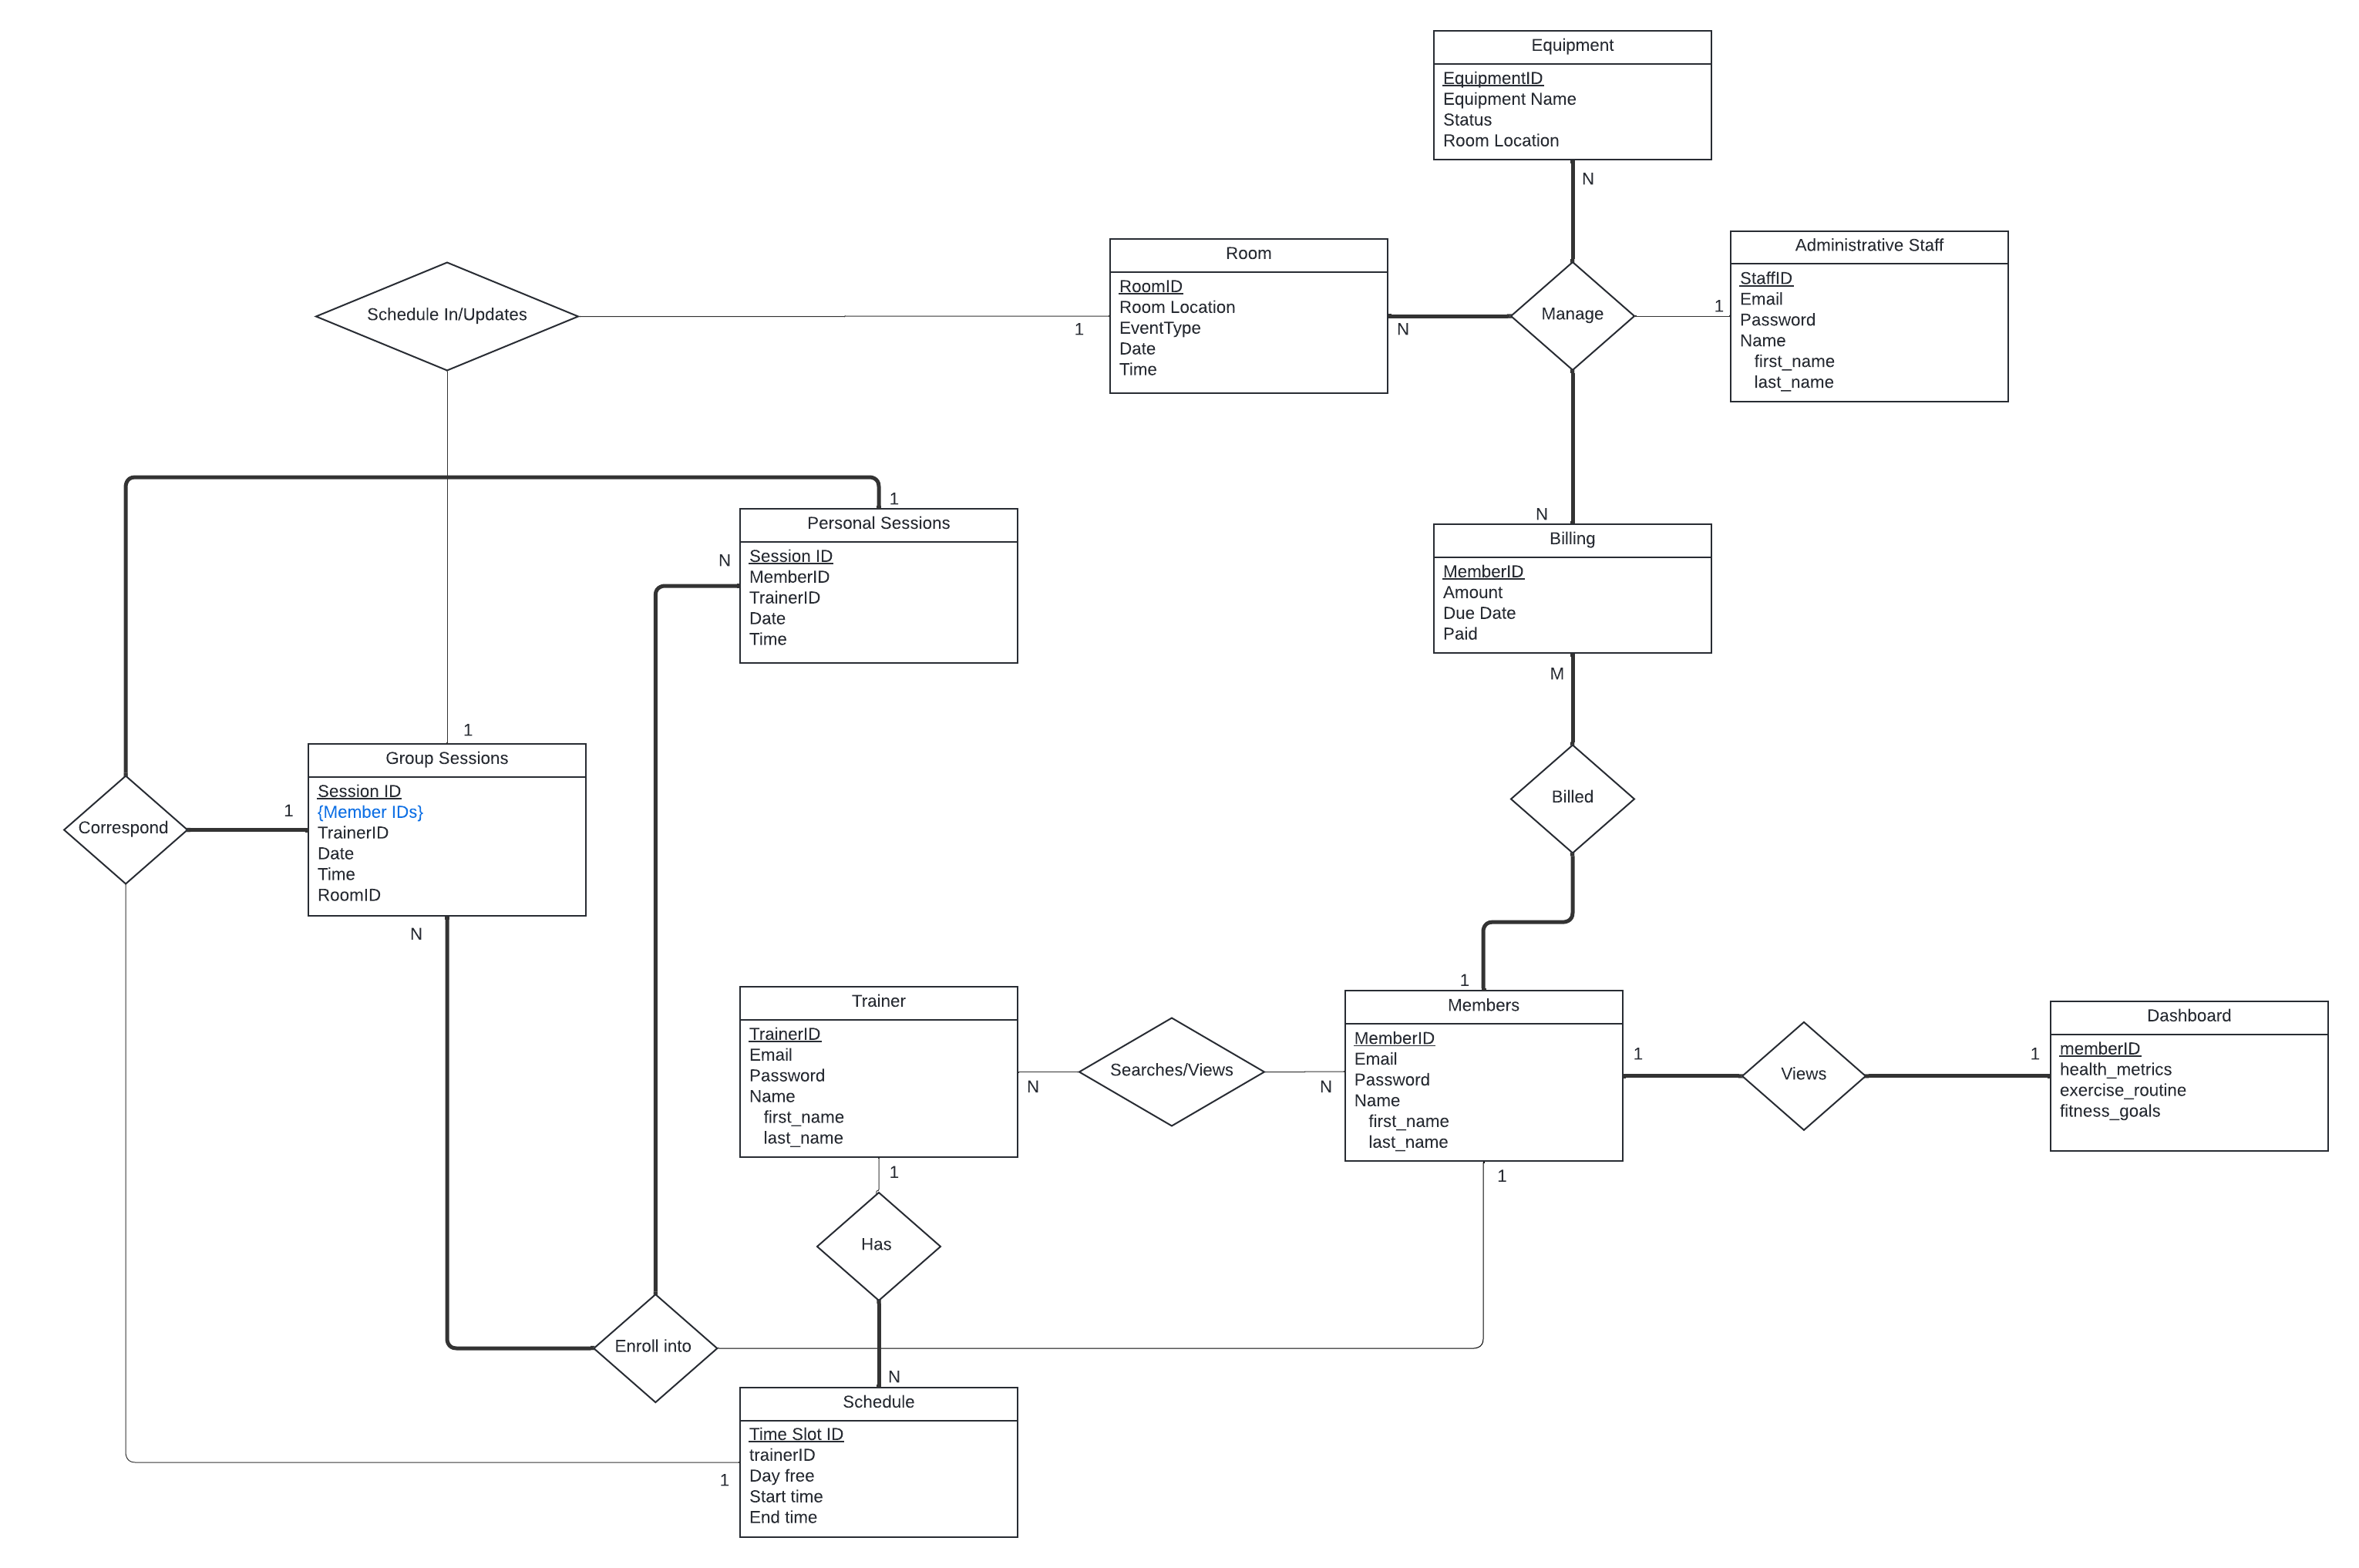 Equipment
EquipmentID
Equipment Name
Status
Room Location
N
Room
RoomID
Room Location
EventType
Date
Time
1
N
Manage
1
Administrative Staff
StaffID
Email
Password
Name
first_name
last_name
Schedule In/Updates
1
Personal Sessions
Session ID
MemberID
TrainerID
Date
Time
N
N
Billing
MemberID
Amount
Due Date
Paid
M
1
Group Sessions
Session ID
{Member IDs}
TrainerID
Date
Time
RoomID
1
Correspond
N
Billed
1
Trainer
TrainerID
Email
Password
Name
first_name
last_name
N
Searches/Views
N
Members
MemberID
Email
Password
Name
first_name
last_name
1
Views
1
Dashboard
memberID
health_metrics
exercise_routine
fitness_goals
1
1
Has
Enroll into
N
Schedule
Time Slot ID
trainerID
Day free
Start time
End time
1